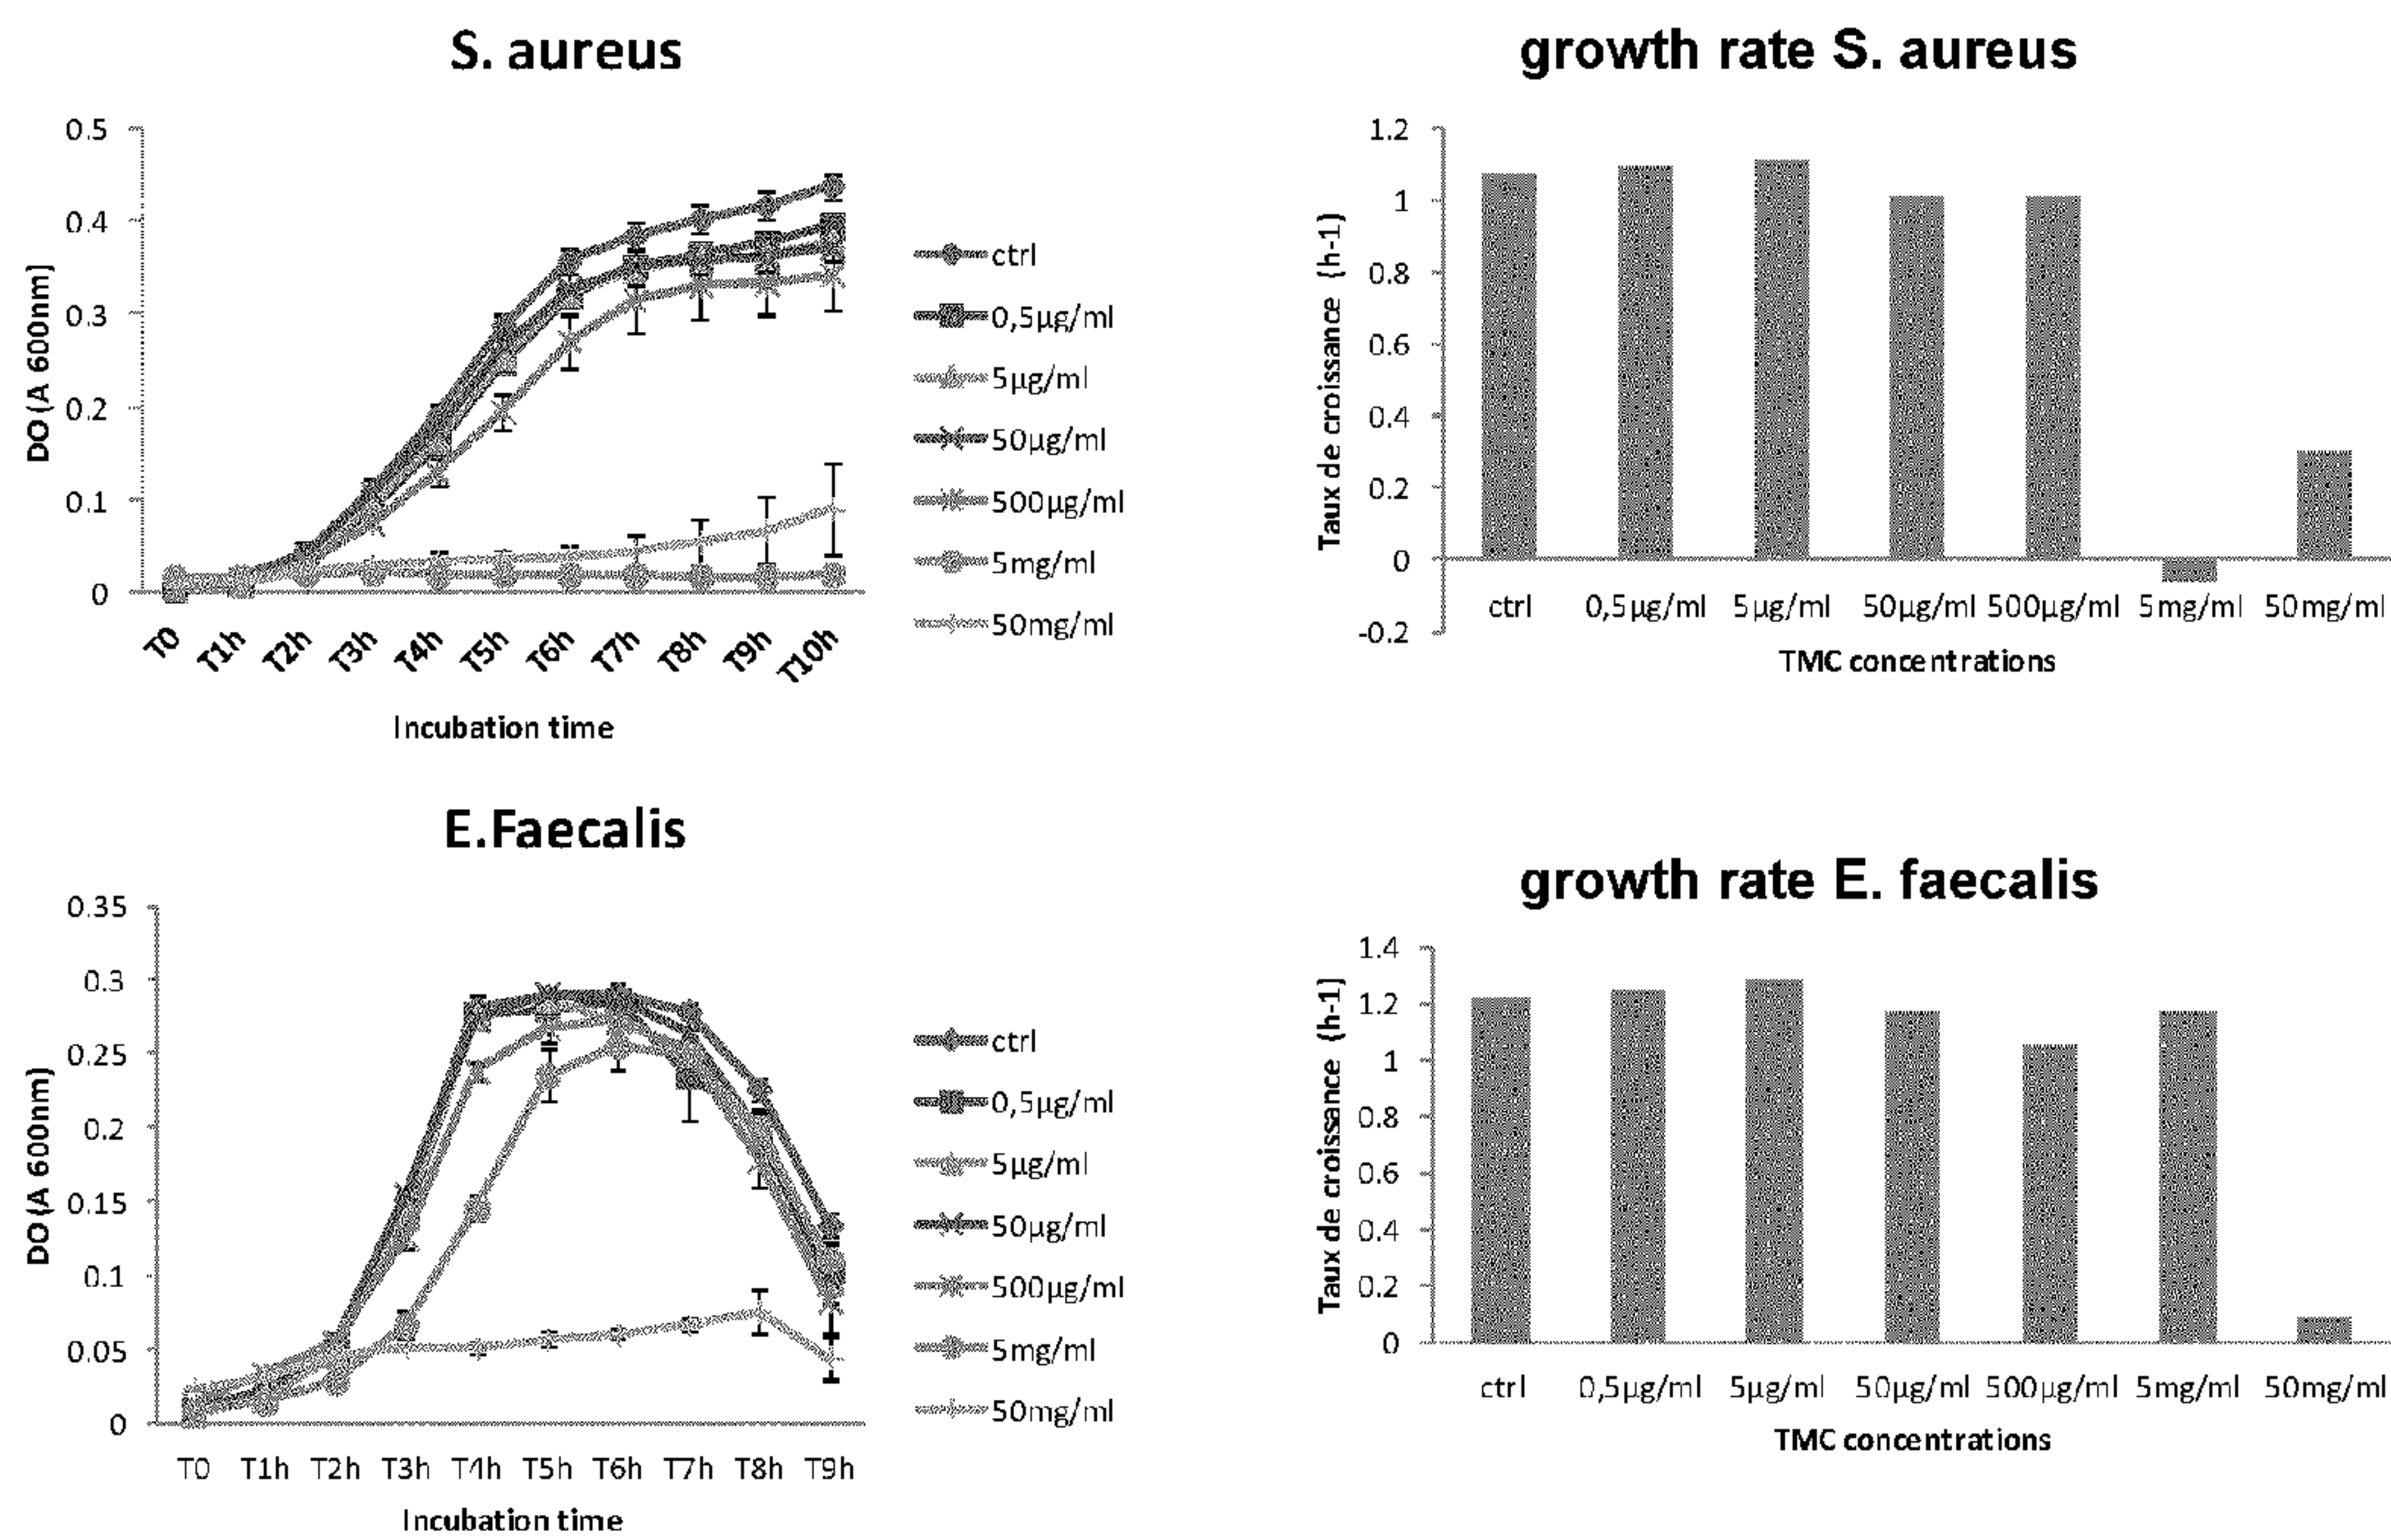 S. aureus
0.5
0.4
0.3
0.2
0.1
0
DO (A 600nm)
T0 T1h T2h T3h T4h T5h T6h T7h T8h T9h T10h
Incubation time
ctrl
0,5µg/ml
5µg/ml
50µg/ml
500µg/ml
5mg/ml
50mg/ml
growth rate S. aureus
1.2
1
0.8
0.6
0.4
0.2
0
-0.2
Taux de croissance (h-1)
ctrl 0,5µg/ml 5µg/ml 50µg/ml 500µg/ml 5mg/ml 50mg/ml
TMC concentrations
E.Faecalis
0.35
0.3
0.25
0.2
0.15
0.1
0.05
0
DO (A 600nm)
T0 T1h T2h T3h T4h T5h T6h T7h T8h T9h
Incubation time
ctrl
0,5µg/ml
5µg/ml
50µg/ml
500µg/ml
5mg/ml
50mg/ml
growth rate E. faecalis
1.4
1.2
1
0.8
0.6
0.4
0.2
0
Taux de croissance (h-1)
ctrl 0,5µg/ml 5µg/ml 50µg/ml 500µg/ml 5mg/ml 50mg/ml
TMC concentrations